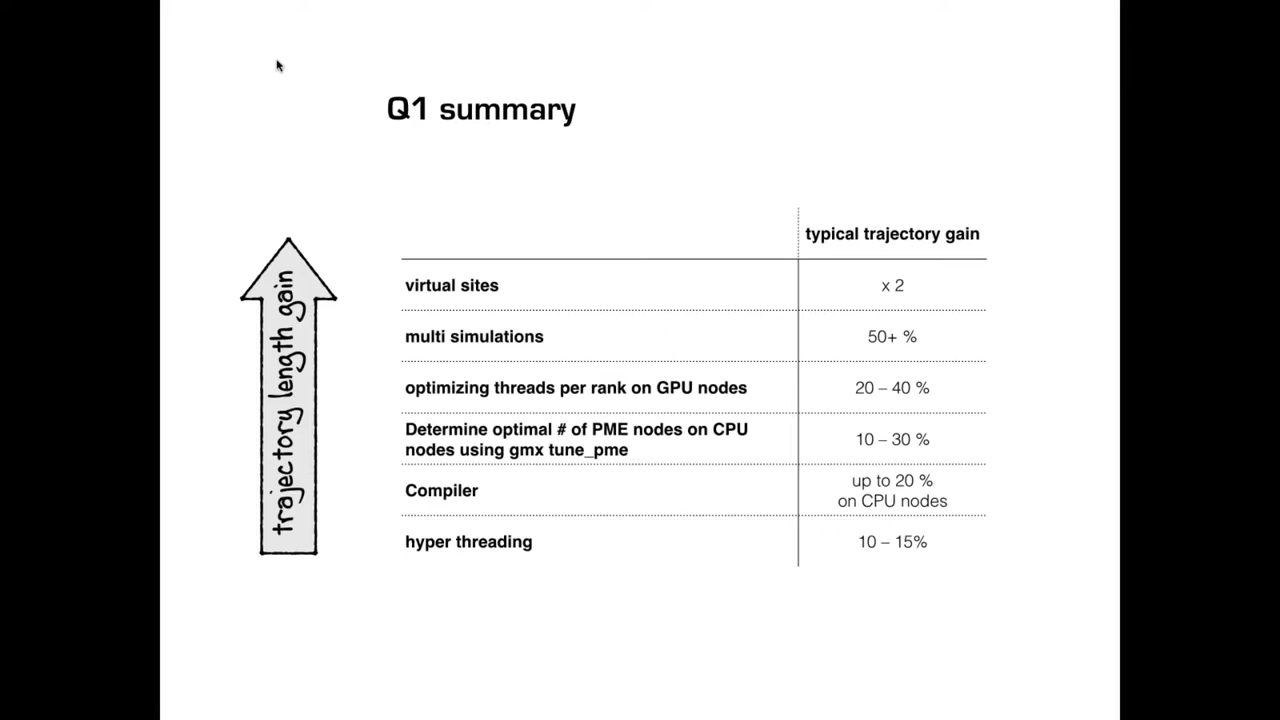 Q1 summary
trajectory length gain
typical trajectory gain
virtual sites
x 2
multi simulations
50+ %
optimizing threads per rank on GPU nodes
20 – 40 %
Determine optimal # of PME nodes on CPU
nodes using gmx tune_pme
10 – 30 %
Compiler
up to 20 %
on CPU nodes
hyper threading
10 – 15%